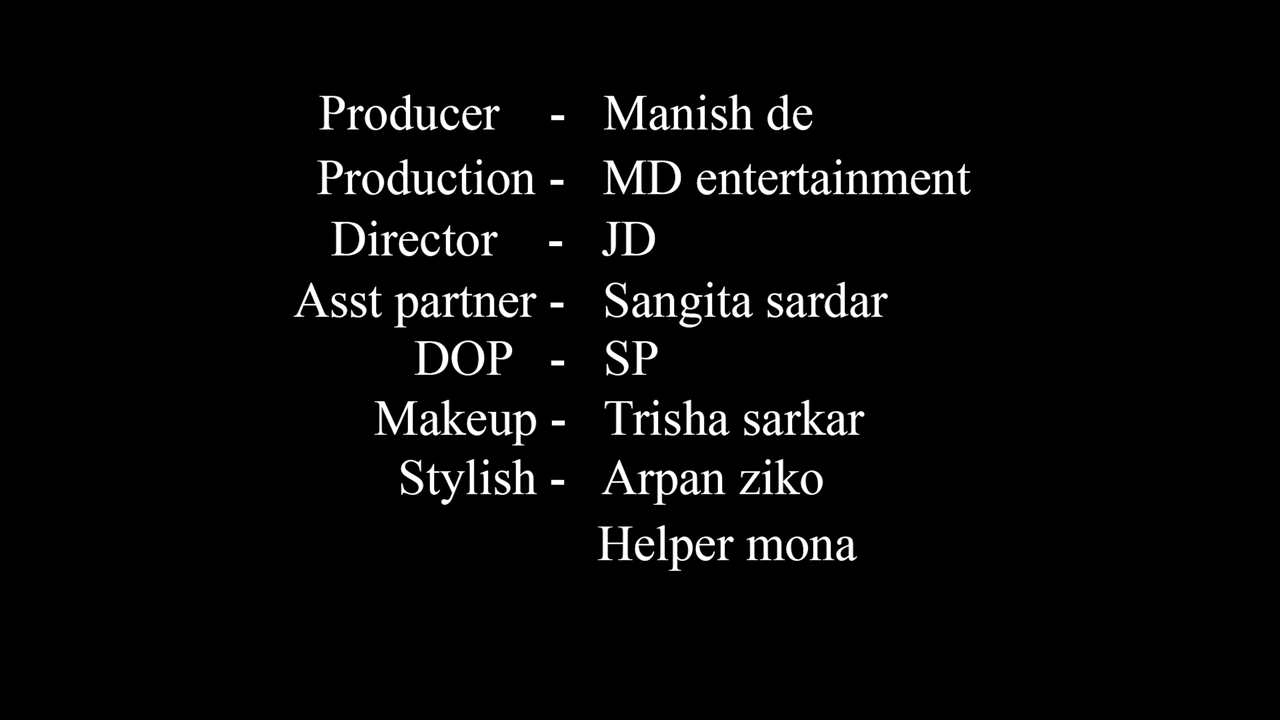 Producer - Manish de
Production - MD entertainment
Director - JD
Asst partner - Sangita sardar
DOP - SP
Makeup - Trisha sarkar
Stylish - Arpan ziko
Helper mona